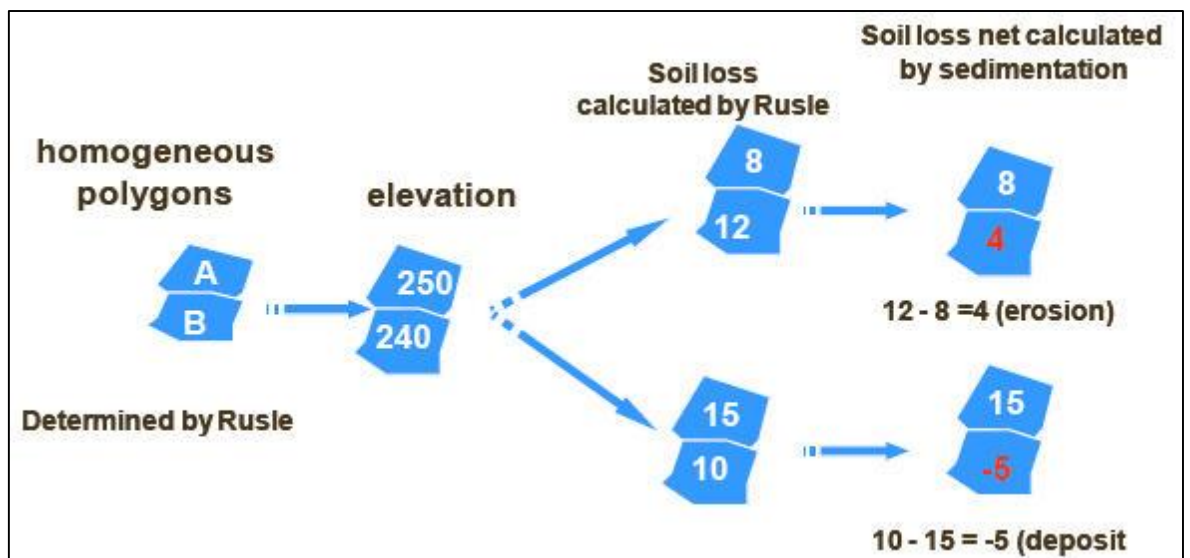 homogeneous
polygons
A
B
Determined by Rusle
elevation
250
240
Soil loss
calculated by Rusle
8
12
15
10
Soil loss net calculated
by sedimentation
8
4
12 - 8 =4 (erosion)
15
-5
10 - 15 = -5 (deposit